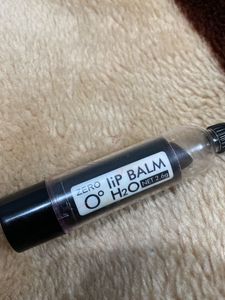 ZERO
0° liP BALM
H2O NET 2.6g